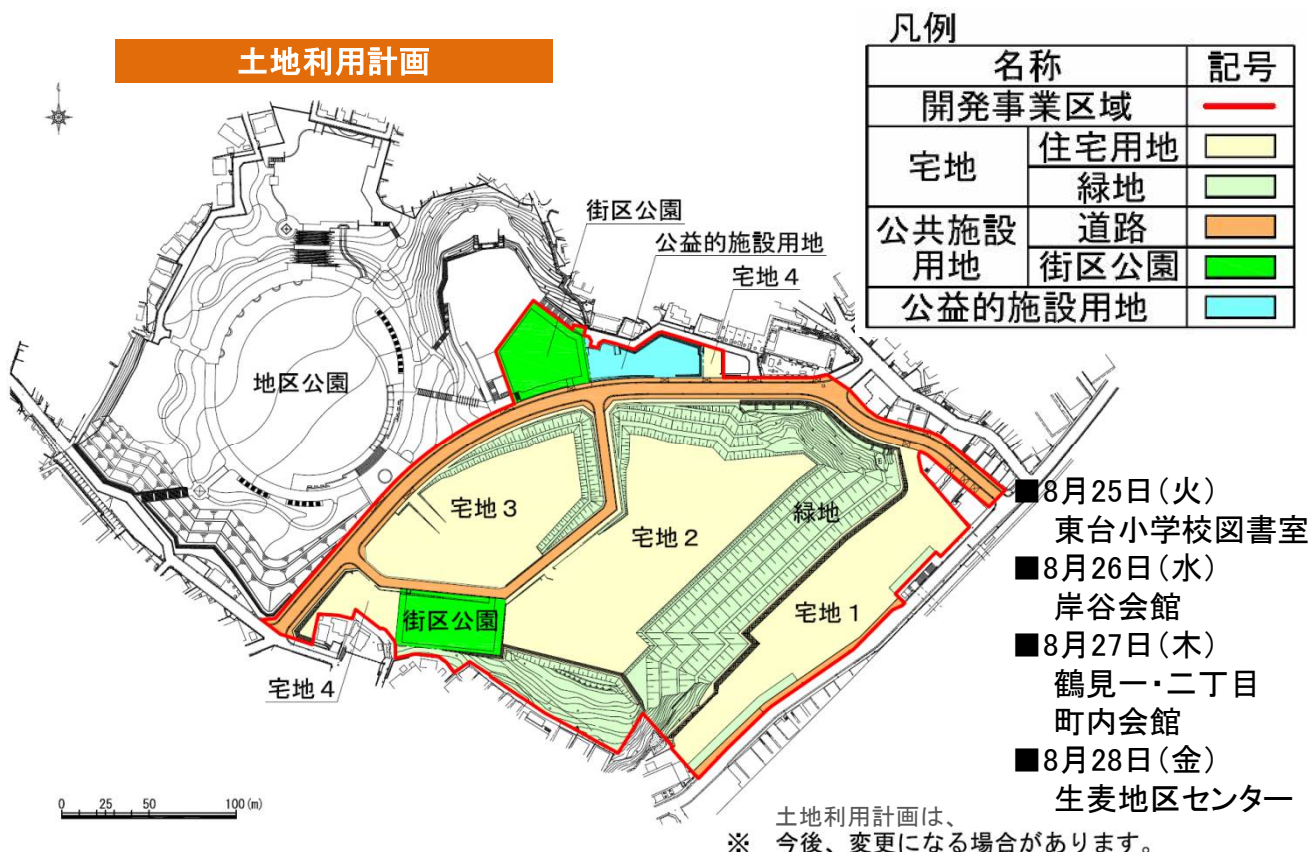 土地利用計画
凡例
名称 記号
開発事業区域
宅地 住宅用地
緑地
公共施設用地 道路
街区公園
公益的施設用地
街区公園
公益的施設用地
宅地4
地区公園
宅地3
宅地2
緑地
宅地1
街区公園
宅地4
■8月25日(火)
東台小学校図書室
■8月26日(水)
岸谷会館
■8月27日(木)
鶴見一・二丁目
町内会館
■8月28日(金)
生麦地区センター
0 25 50 100(m)
土地利用計画は、
※ 今後、変更になる場合があります。